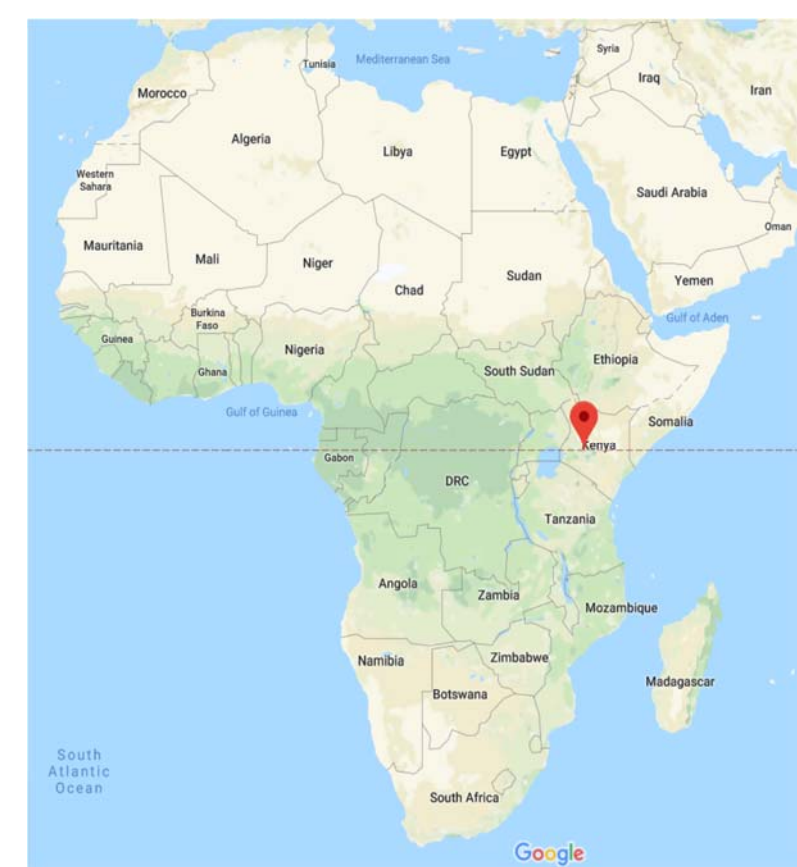 Mediterranean Sea
Tunisia
Syria
Iraq
Iran
Morocco
Algeria
Libya
Egypt
Western
Sahara
Saudi Arabia
Oman
Mauritania
Mali
Niger
Chad
Sudan
Yemen
Burkina
Faso
Gulf of Aden
Guinea
Nigeria
Ghana
South Sudan
Ethiopia
Gulf of Guinea
Somalia
Kenya
Gabon
DRC
Tanzania
Angola
Zambia
Mozambique
Namibia
Zimbabwe
Madagascar
Botswana
South
Atlantic
Ocean
South Africa
Google